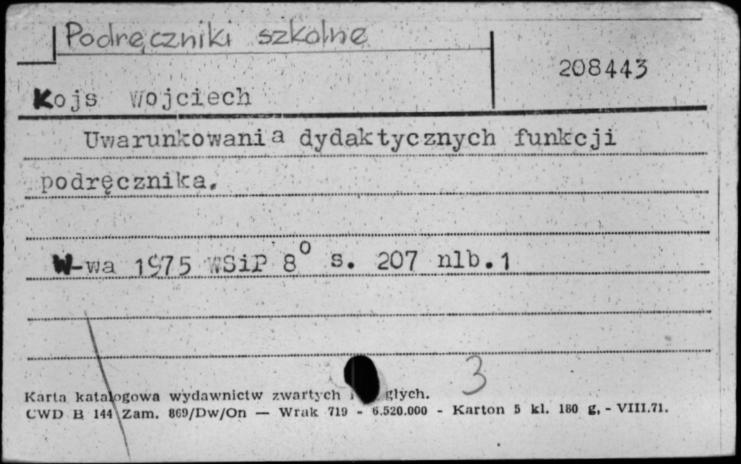 Podręczniki szkolne
208443
Kojs Wojciech
Uwarunkowania dydaktycznych funkcji
podręcznika.
W-wa 1975 WSiP 8° s. 207 nlb.1
3
Karta katalogowa wydawnictw zwartych głych.
CWD B 144 Zam. 869/Dw/On — Wrak 719 - 6.520.000 - Karton 5 kl. 180 g. - VIII.71.